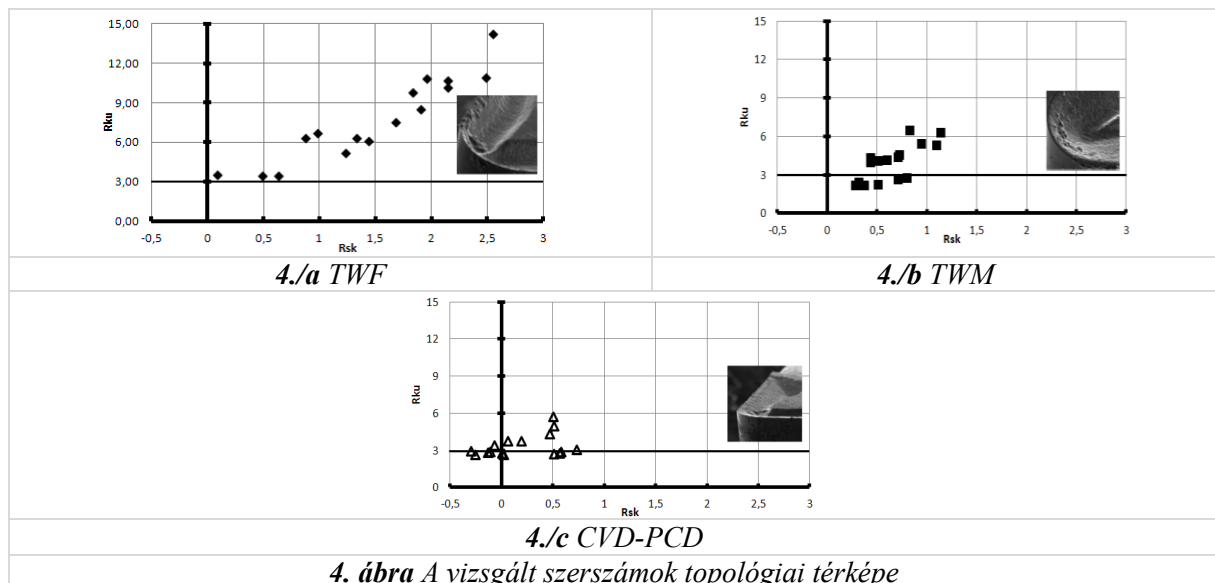 15,00
12,00
9,00
6,00
3,00
0,00
Rku
-0,5 0 0,5 1 1,5 2 2,5 3
Rsk
4./a TWF
15
12
9
6
3
0
Rku
-0,5 0 0,5 1 1,5 2 2,5 3
Rsk
4./b TWM
15
12
9
6
3
0
Rku
-0,5 0 0,5 1 1,5 2 2,5 3
Rsk
4./c CVD-PCD
4. ábra A vizsgált szerszámok topológiai térképe